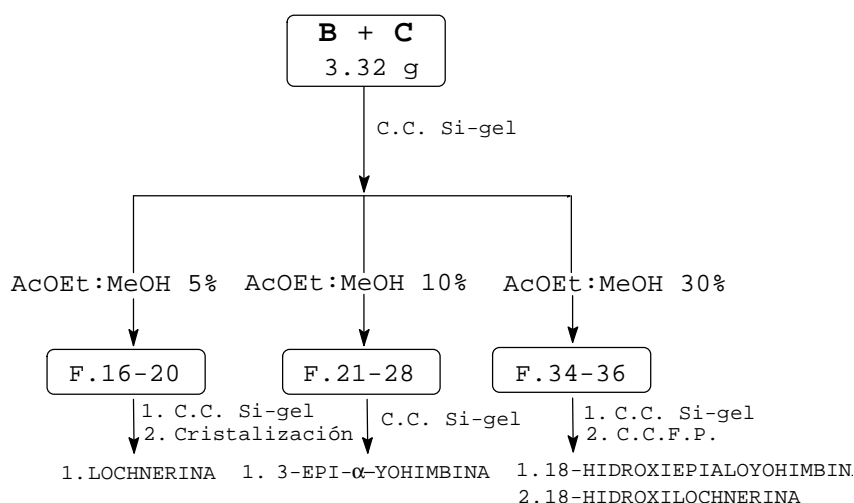 B + C
3.32 g
C.C. Si-gel
AcOEt:MeOH 5% AcOEt:MeOH 10% AcOEt:MeOH 30%
F.16-20 F.21-28 F.34-36
1. C.C. Si-gel
2. Cristalización
C.C. Si-gel
1. C.C. Si-gel
2. C.C.F.P.
1.LOCHNERINA 1. 3-EPI-α-YOHIMBINA 1.18-HIDROXIEPIALOYOHIMBINA
2.18-HIDROXILOCHNERINA